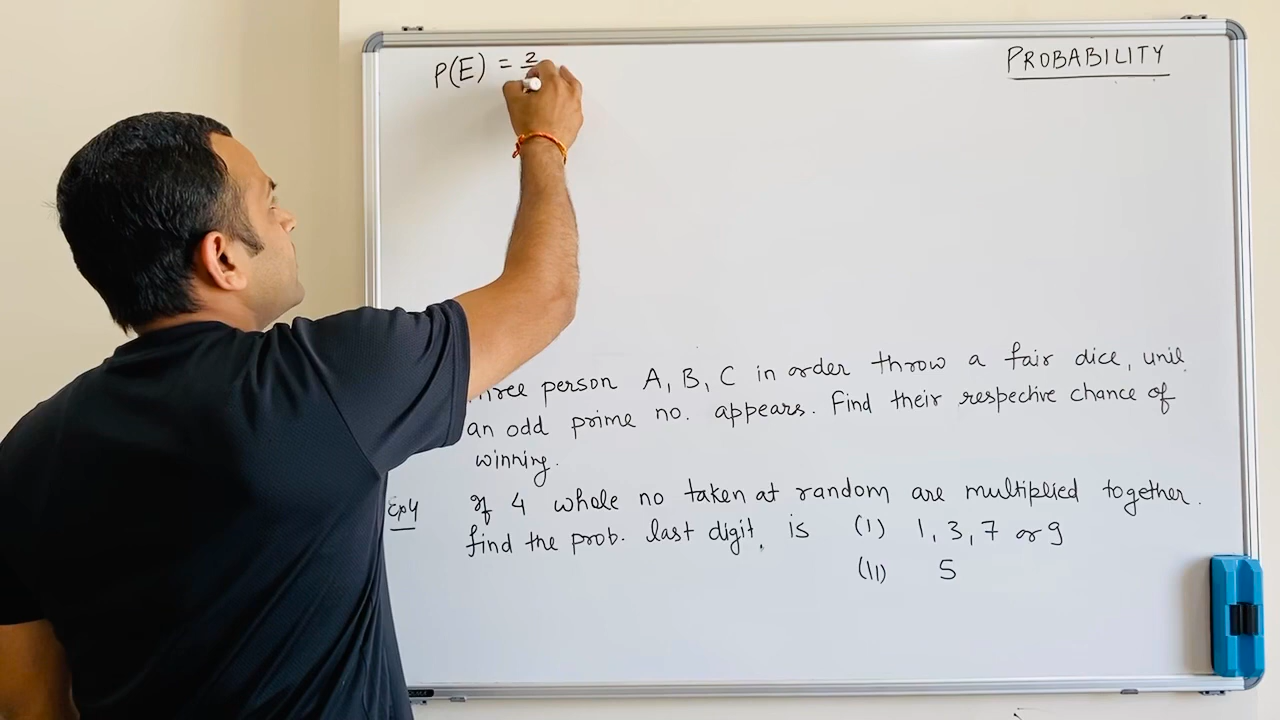 P(E) = 2
PROBABILITY
person A, B, C in order throw a fair dice, unil
an odd prime no. appears. Find their respective chance of
winning.
Exp4 If 4 whole no taken at random are multiplied together.
find the prob. last digit is (I) 1, 3, 7 or 9
(II) 5